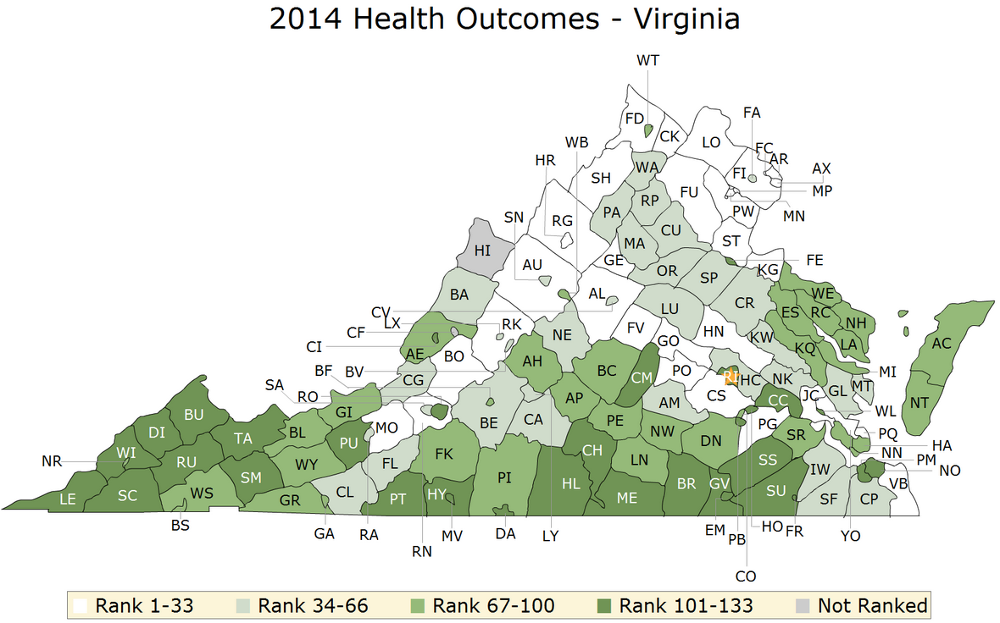 2014 Health Outcomes - Virginia
WT
FD
FA
CK
LO
WB
FC
HR
AR
WA
AX
SH
FI
FU
MP
RP
PA
PW
MN
SN
RG
CU
ST
HI
MA
GE
FE
AU
OR
KG
SP
BA
AL
WE
CR
CV
LU
ES
RC
LX
RK
NH
CF
FV
HN
NE
KW
GO
LA
AC
CI
KQ
AE
BO
AH
BF
BV
BC
PO
MI
CM
RI
HC
NK
CG
SA
MT
RO
CS
JC
GL
AP
CC
NT
AM
BU
GI
WL
BE
CA
PE
PG
MO
DI
BL
NW
SR
PQ
TA
PU
DN
HA
WI
FK
CH
NN
NR
RU
WY
FL
LN
SS
PM
IW
NO
SM
PI
HL
BR
GV
VB
WS
CL
HY
SU
LE
SC
GR
PT
ME
SF
CP
BS
GA
RA
MV
DA
LY
EM
HO
FR
PB
YO
RN
CO
Rank 1-33
Rank 34-66
Rank 67-100
Rank 101-133
Not Ranked